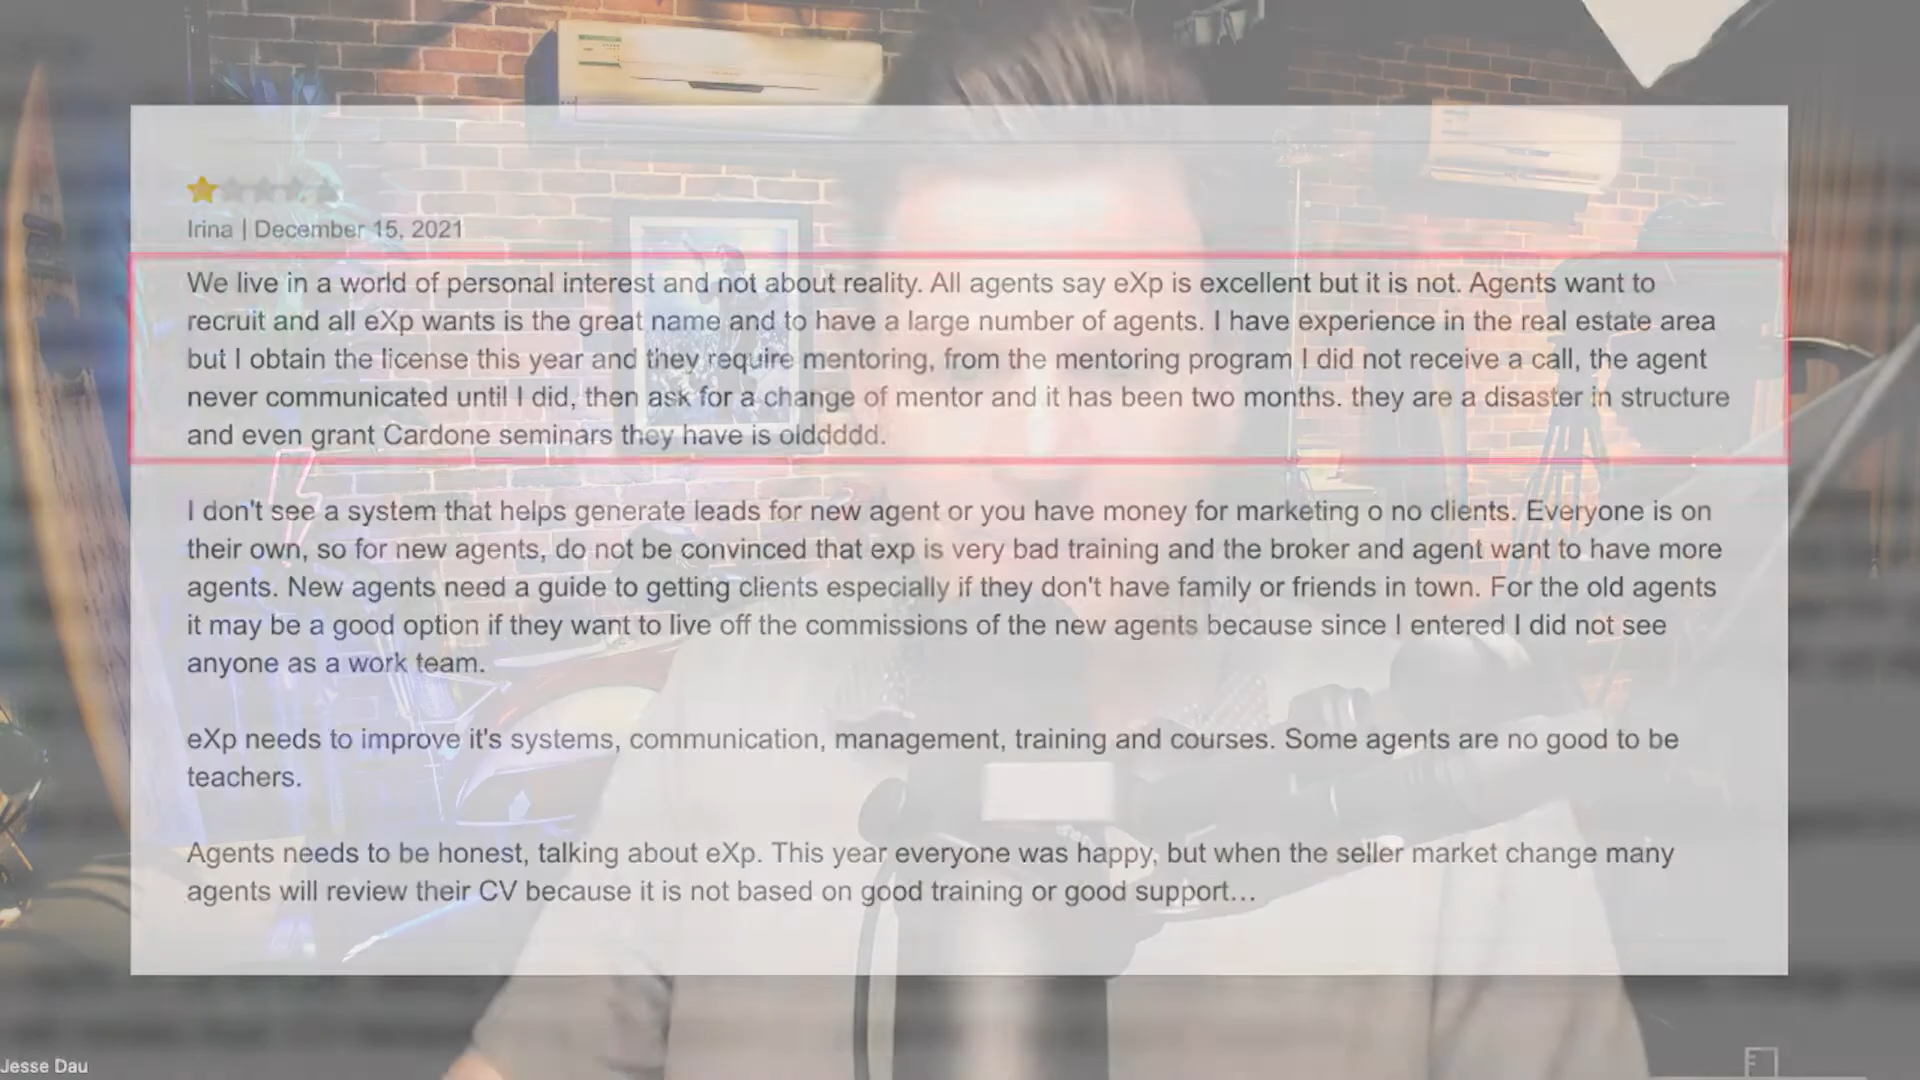 Irina | December 15, 2021
We live in a world of personal interest and not about reality. All agents say eXp is excellent but it is not. Agents want to
recruit and all eXp wants is the great name and to have a large number of agents. I have experience in the real estate area
but I obtain the license this year and they require mentoring, from the mentoring program I did not receive a call, the agent
never communicated until I did, then ask for a change of mentor and it has been two months. they are a disaster in structure
and even grant Cardone seminars they have is olddddd.
I don't see a system that helps generate leads for new agent or you have money for marketing o no clients. Everyone is on
their own, so for new agents, do not be convinced that exp is very bad training and the broker and agent want to have more
agents. New agents need a guide to getting clients especially if they don't have family or friends in town. For the old agents
it may be a good option if they want to live off the commissions of the new agents because since I entered I did not see
anyone as a work team.
eXp needs to improve it's systems, communication, management, training and courses. Some agents are no good to be
teachers.
Agents needs to be honest, talking about eXp. This year everyone was happy, but when the seller market change many
agents will review their CV because it is not based on good training or good support…
Jesse Dau